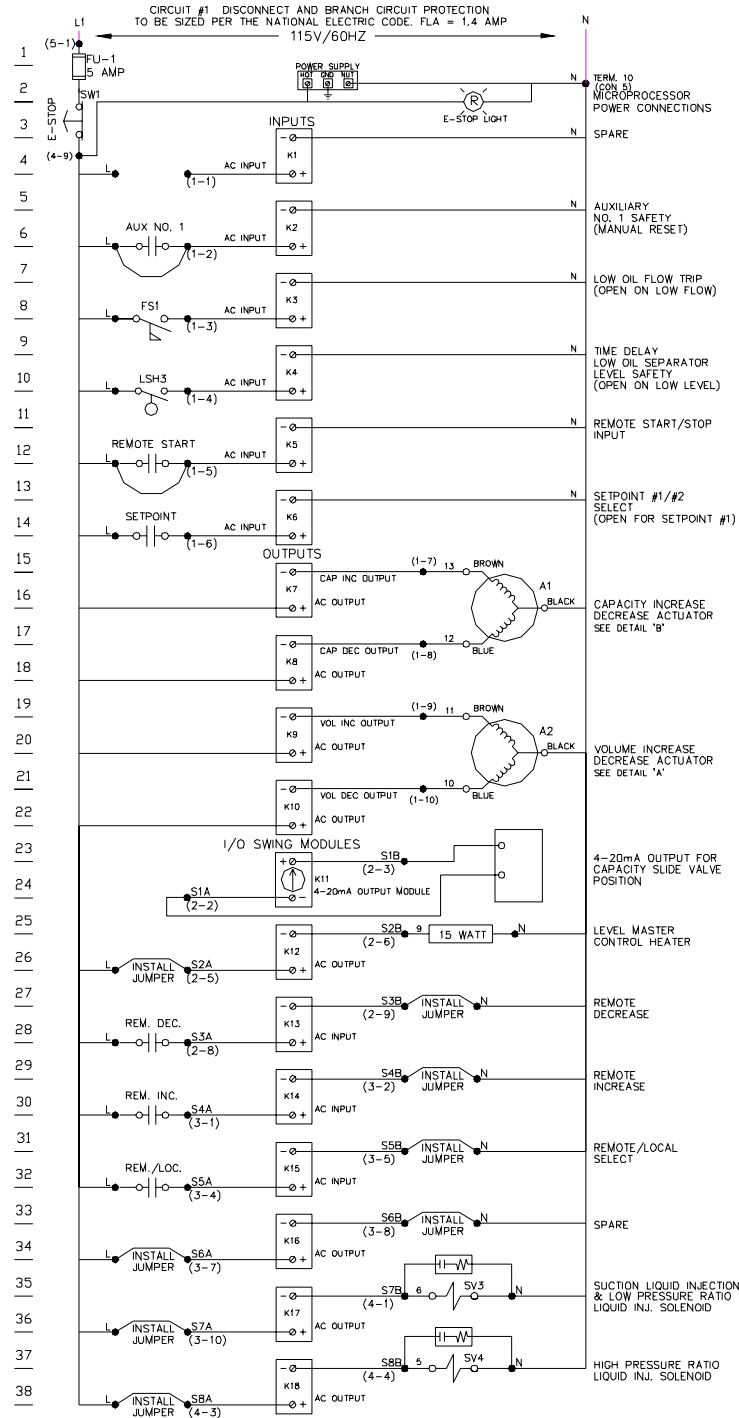 CIRCUIT #1 DISCONNECT AND BRANCH CIRCUIT PROTECTION
TO BE SIZED PER THE NATIONAL ELECTRIC CODE. FLA = 1.4 AMP
L1
115V/60HZ
N
(5-1)
1
FU-1
5 AMP
POWER SUPPLY
HOT GND NUT
N
TERM. 10
(CON 5)
MICROPROCESSOR
POWER CONNECTIONS
2
SW1
R
E-STOP LIGHT
E-STOP
3
INPUTS
- K1 +
N
SPARE
(4-9)
4
L
(1-1)
AC INPUT
5
- K2 +
N
AUXILIARY
NO. 1 SAFETY
(MANUAL RESET)
6
L
AUX NO. 1
(1-2)
AC INPUT
7
- K3 +
N
LOW OIL FLOW TRIP
(OPEN ON LOW FLOW)
8
L
FS1
(1-3)
AC INPUT
9
- K4 +
N
TIME DELAY
LOW OIL SEPARATOR
LEVEL SAFETY
(OPEN ON LOW LEVEL)
10
L
LSH3
(1-4)
AC INPUT
11
- K5 +
N
REMOTE START/STOP
INPUT
12
L
REMOTE START
(1-5)
AC INPUT
13
- K6 +
N
SETPOINT #1/#2
SELECT
(OPEN FOR SETPOINT #1)
14
L
SETPOINT
(1-6)
AC INPUT
15
OUTPUTS
- K7 +
CAP INC OUTPUT
(1-7)
13
BROWN
A1
BLACK
16
AC OUTPUT
CAPACITY INCREASE
DECREASE ACTUATOR
SEE DETAIL 'B'
17
- K8 +
CAP DEC OUTPUT
(1-8)
12
BLUE
18
AC OUTPUT
19
- K9 +
VOL INC OUTPUT
(1-9)
11
BROWN
A2
BLACK
20
AC OUTPUT
VOLUME INCREASE
DECREASE ACTUATOR
SEE DETAIL 'A'
21
- K10 +
VOL DEC OUTPUT
(1-10)
10
BLUE
22
AC OUTPUT
23
I/O SWING MODULES
+ K11 -
S1B
(2-3)
4-20mA OUTPUT FOR
CAPACITY SLIDE VALVE
POSITION
24
S1A
(2-2)
4-20mA OUTPUT MODULE
25
- K12 +
S2B
(2-6)
9
15 WATT
N
LEVEL MASTER
CONTROL HEATER
26
L
INSTALL
JUMPER
S2A
(2-5)
AC OUTPUT
27
- K13 +
S3B
(2-9)
INSTALL
JUMPER
N
REMOTE
DECREASE
28
L
REM. DEC.
S3A
(2-8)
AC INPUT
29
- K14 +
S4B
(3-2)
INSTALL
JUMPER
N
REMOTE
INCREASE
30
L
REM. INC.
S4A
(3-1)
AC INPUT
31
- K15 +
S5B
(3-5)
INSTALL
JUMPER
N
REMOTE/LOCAL
SELECT
32
L
REM./LOC.
S5A
(3-4)
AC INPUT
33
- K16 +
S6B
(3-8)
INSTALL
JUMPER
N
SPARE
34
L
INSTALL
JUMPER
S6A
(3-7)
AC OUTPUT
35
- K17 +
S7B
(4-1)
6
SV3
N
SUCTION LIQUID INJECTION
& LOW PRESSURE RATIO
LIQUID INJ. SOLENOID
36
L
INSTALL
JUMPER
S7A
(3-10)
AC OUTPUT
37
- K18 +
S8B
(4-4)
5
SV4
N
HIGH PRESSURE RATIO
LIQUID INJ. SOLENOID
38
L
INSTALL
JUMPER
S8A
(4-3)
AC OUTPUT